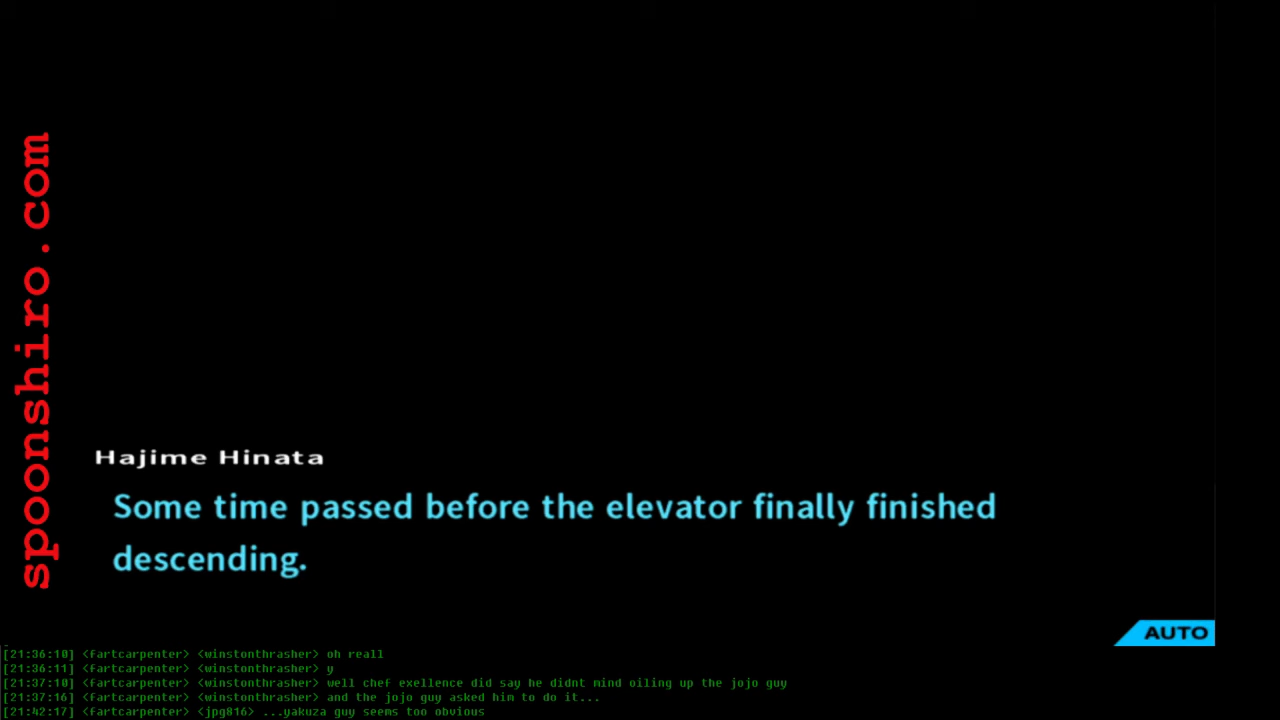 spoonshiro.com
Hajime Hinata
Some time passed before the elevator finally finished
descending.
AUTO
[21:36:10] <fartcarpenter> <winstonthrasher> oh reall
[21:36:11] <fartcarpenter> <winstonthrasher> y
[21:37:10] <fartcarpenter> <winstonthrasher> well chef exellence did say he didnt mind oiling up the jojo guy
[21:37:16] <fartcarpenter> <winstonthrasher> and the jojo guy asked him to do it...
[21:42:17] <fartcarpenter> <jpg816> ...yakuza guy seems too obvious